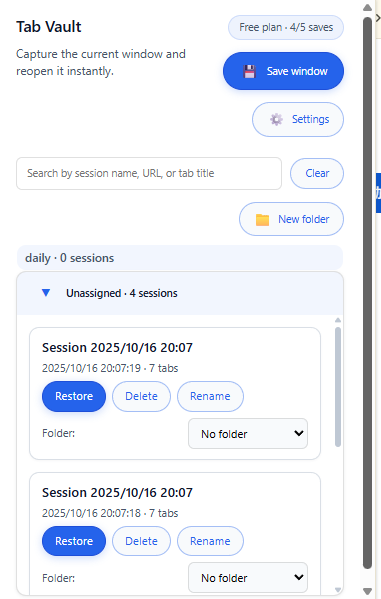 Tab Vault
Free plan · 4/5 saves
Capture the current window and
reopen it instantly.
Save window
Settings
Search by session name, URL, or tab title
Clear
New folder
daily · 0 sessions
Unassigned · 4 sessions
Session 2025/10/16 20:07
2025/10/16 20:07:19 · 7 tabs
Restore
Delete
Rename
Folder:
No folder
Session 2025/10/16 20:07
2025/10/16 20:07:18 · 7 tabs
Restore
Delete
Rename
Folder:
No folder